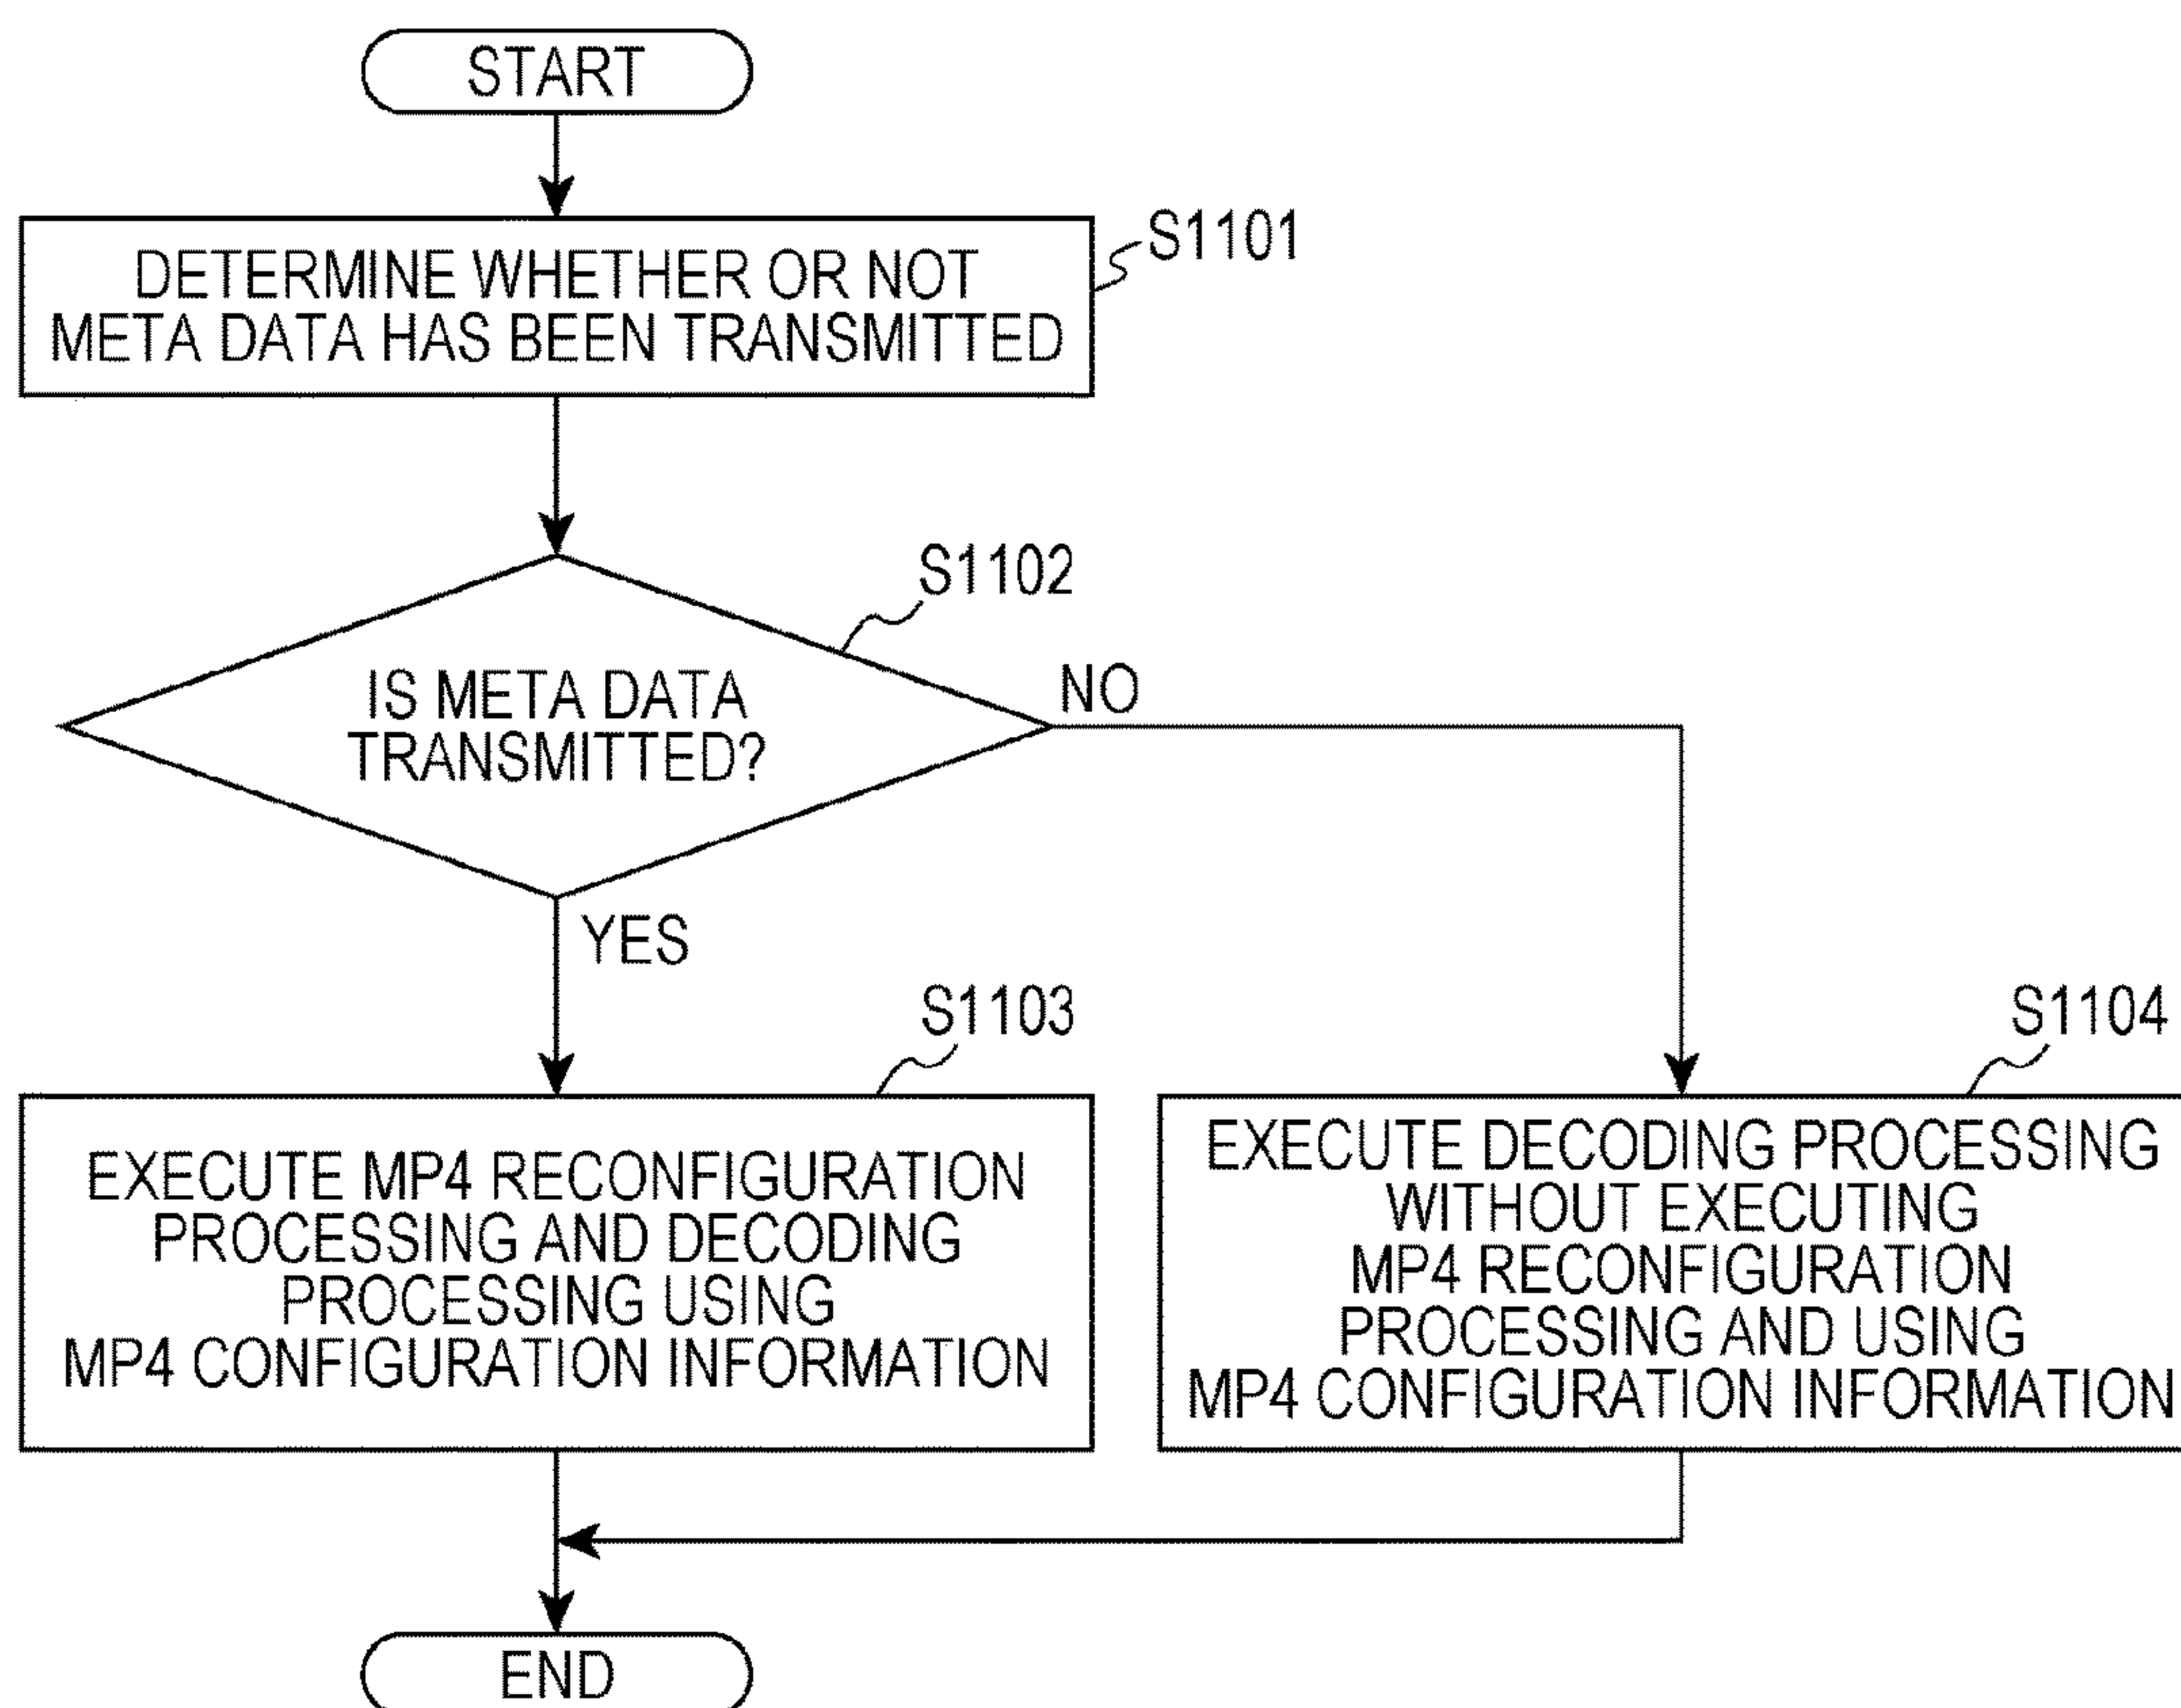 START
S1101
DETERMINE WHETHER OR NOT
META DATA HAS BEEN TRANSMITTED
S1102
IS META DATA
TRANSMITTED?
NO
YES
S1103
EXECUTE MP4 RECONFIGURATION
PROCESSING AND DECODING
PROCESSING USING
MP4 CONFIGURATION INFORMATION
S1104
EXECUTE DECODING PROCESSING
WITHOUT EXECUTING
MP4 RECONFIGURATION
PROCESSING AND USING
MP4 CONFIGURATION INFORMATION
END